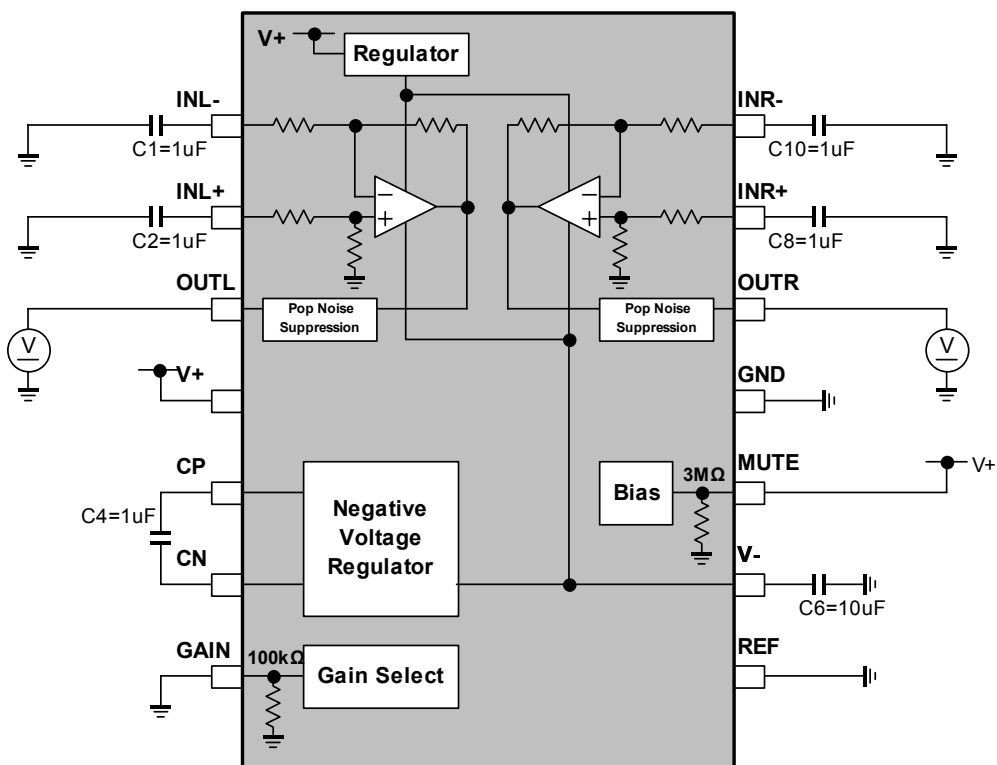 V+
Regulator
INL-
C1=1uF
INR-
C10=1uF
INL+
C2=1uF
INR+
C8=1uF
−
+
−
+
OUTL
Pop Noise
Suppression
V
OUTR
Pop Noise
Suppression
V
V+
GND
CP
C4=1uF
CN
Negative
Voltage
Regulator
Bias
3MΩ
MUTE
V+
V-
C6=10uF
GAIN
100kΩ
Gain Select
REF